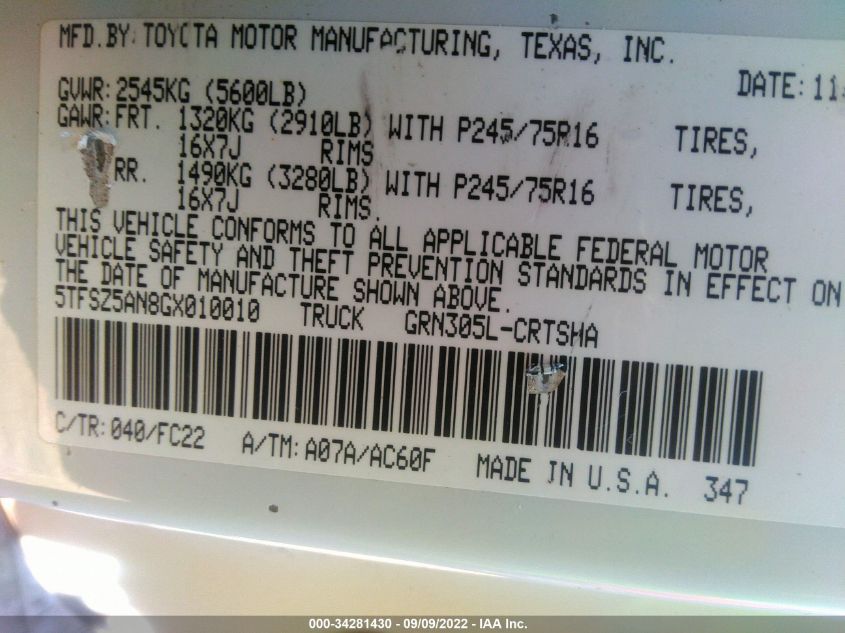 MFD.BY TOYOTA MOTOR MANUFACTURING, TEXAS, INC.
DATE: 11
GVWR: 2545KG (5600LB)
GAWR: FRT. 1320KG (2910LB) WITH P245/75R16 TIRES,
16X7J RIMS
RR. 1490KG (3280LB) WITH P245/75R16 TIRES,
16X7J RIMS.
THIS VEHICLE CONFORMS TO ALL APPLICABLE FEDERAL MOTOR
VEHICLE SAFETY AND THEFT PREVENTION STANDARDS IN EFFECT ON
THE DATE OF MANUFACTURE SHOWN ABOVE.
5TFSZ5AN8GX010010 TRUCK GRN305L-CRTSHA
C/TR: 040/FC22 A/TM: A07A/AC60F MADE IN U.S.A. 347
000-34281430 - 09/09/2022 - IAA Inc.